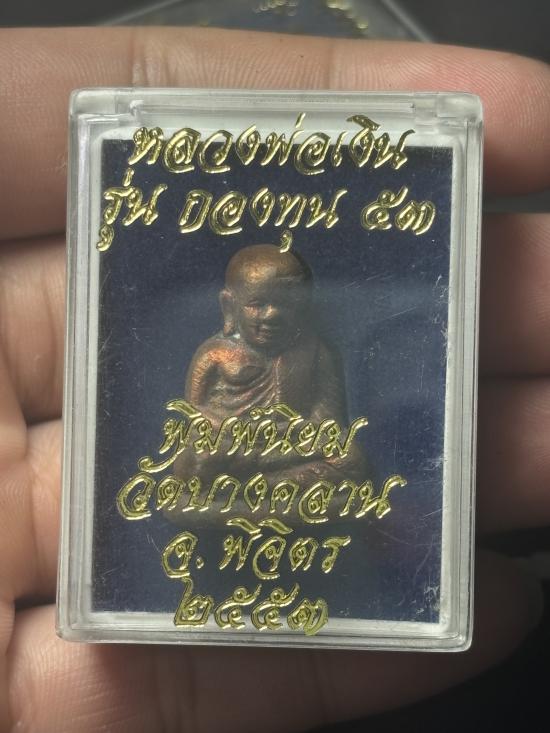 หลวงพ่อเงิน
รุ่น กองทุน ๕๓
พิมพ์นิยม
วัดบางคลาน
จ. พิจิตร
๒๕๕๓